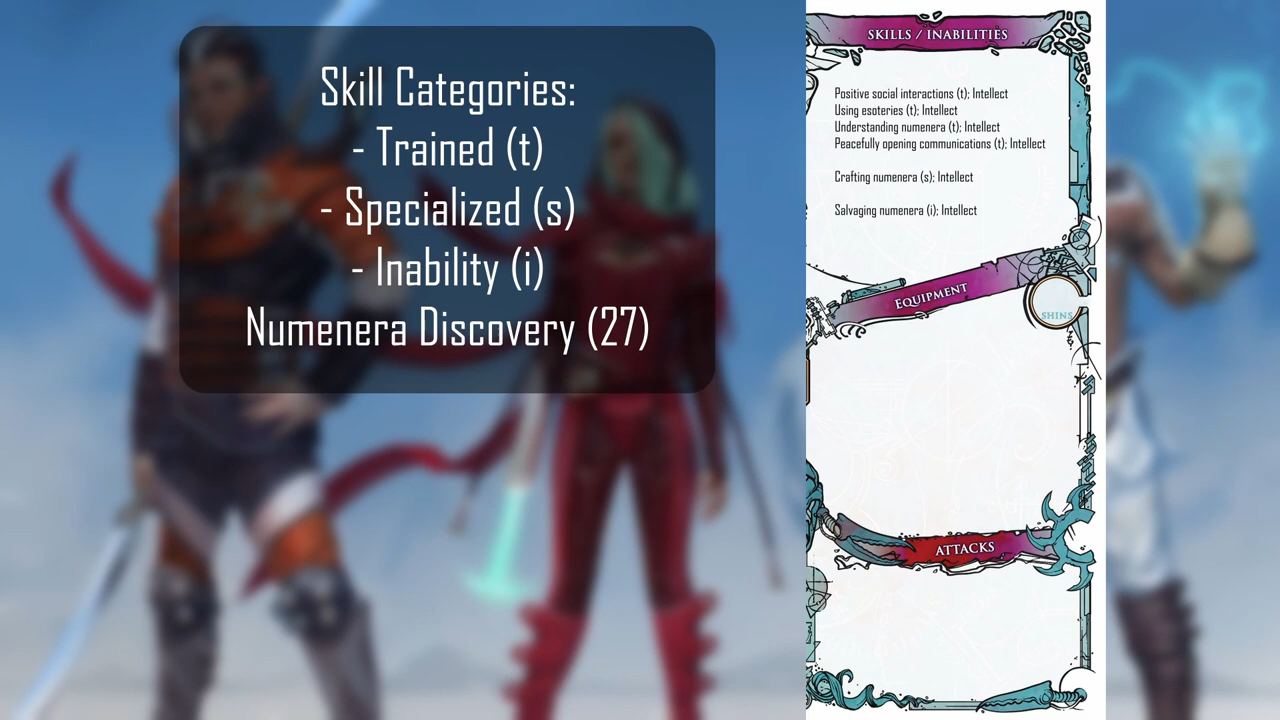 Skill Categories:
- Trained (t)
- Specialized (s)
- Inability (i)
Numenera Discovery (27)
SKILLS / INABILITIES
Positive social interactions (t); Intellect
Using esoteries (t); Intellect
Understanding numenera (t); Intellect
Peacefully opening communications (t); Intellect
Crafting numenera (s); Intellect
Salvaging numenera (i); Intellect
EQUIPMENT
SHINS
ATTACKS